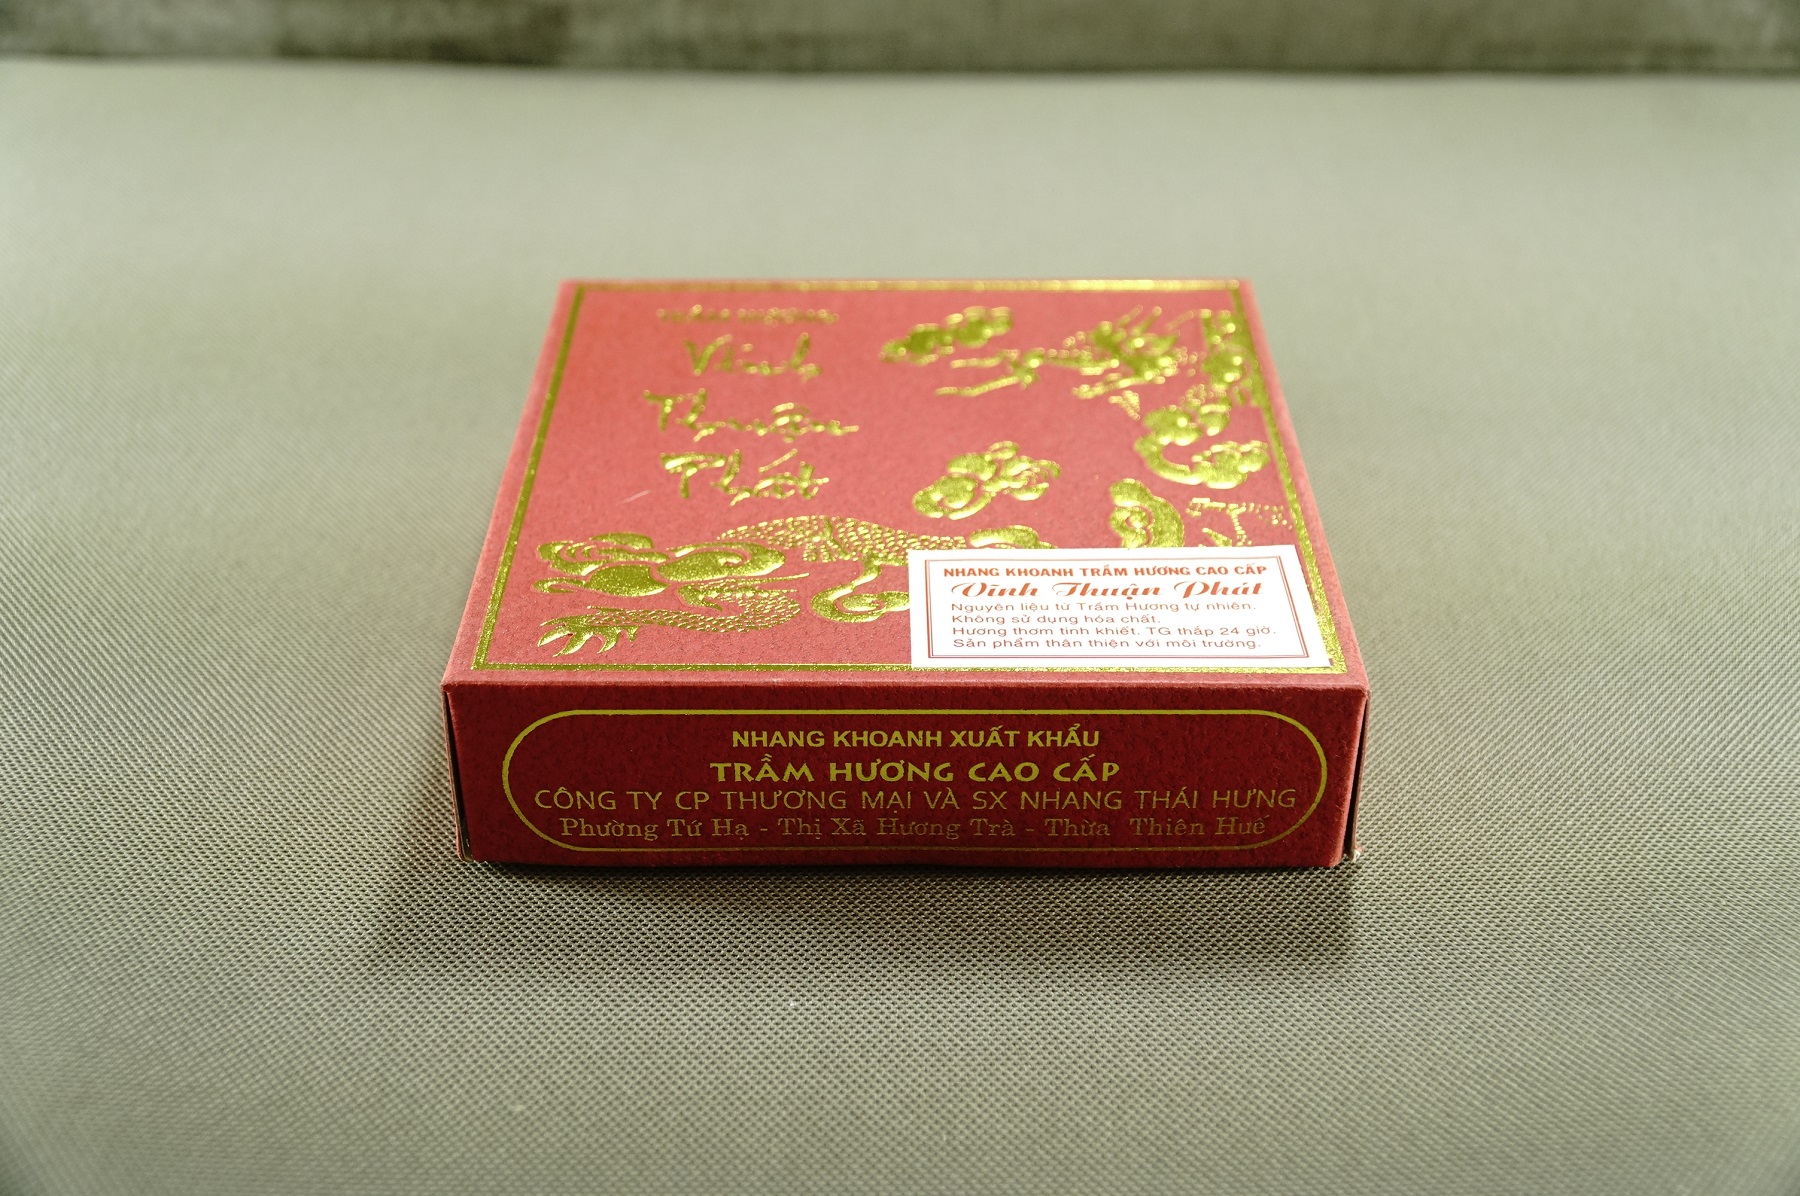 TRẦM HƯƠNG
Vĩnh
Thuận
Phát
NHANG KHOANH TRẦM HƯƠNG CAO CẤP
Vĩnh Thuận Phát
Nguyên liệu từ Trầm Hương tự nhiên.
Không sử dụng hóa chất.
Hương thơm tinh khiết. TG thắp 24 giờ.
Sản phẩm thân thiện với môi trường.
NHANG KHOANH XUẤT KHẨU
TRẦM HƯƠNG CAO CẤP
CÔNG TY CP THƯƠNG MẠI VÀ SX NHANG THÁI HƯNG
Phường Tứ Hạ - Thị Xã Hương Trà - Thừa Thiên Huế